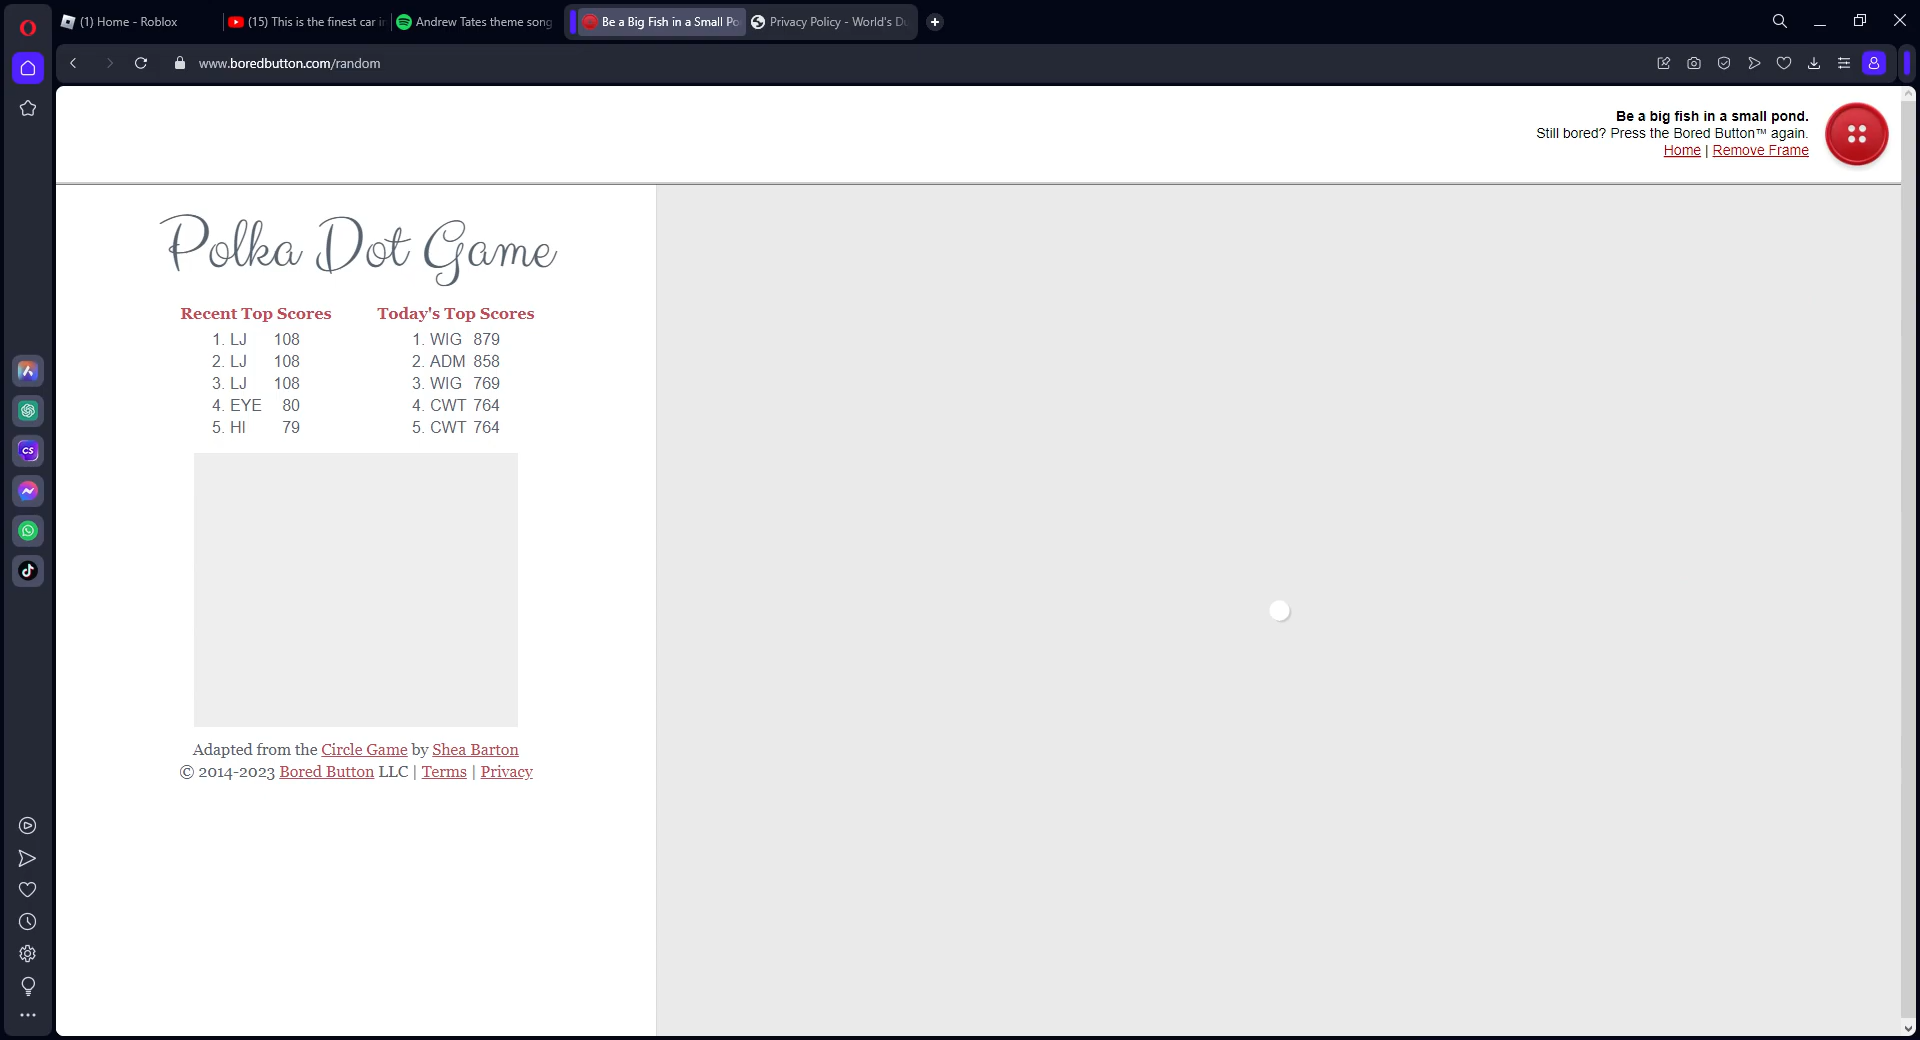 (1) Home - Roblox
(15) This is the finest car i
Andrew Tates theme song
Be a Big Fish in a Small Po
Privacy Policy - World's D
www.boredbutton.com/random
Be a big fish in a small pond.
Still bored? Press the Bored Button™ again.
Home | Remove Frame
Polka Dot Game
Recent Top Scores
1. LJ 108
2. LJ 108
3. LJ 108
4. EYE 80
5. HI 79
Today's Top Scores
1. WIG 879
2. ADM 858
3. WIG 769
4. CWT 764
5. CWT 764
CS
Adapted from the Circle Game by Shea Barton
© 2014-2023 Bored Button LLC | Terms | Privacy